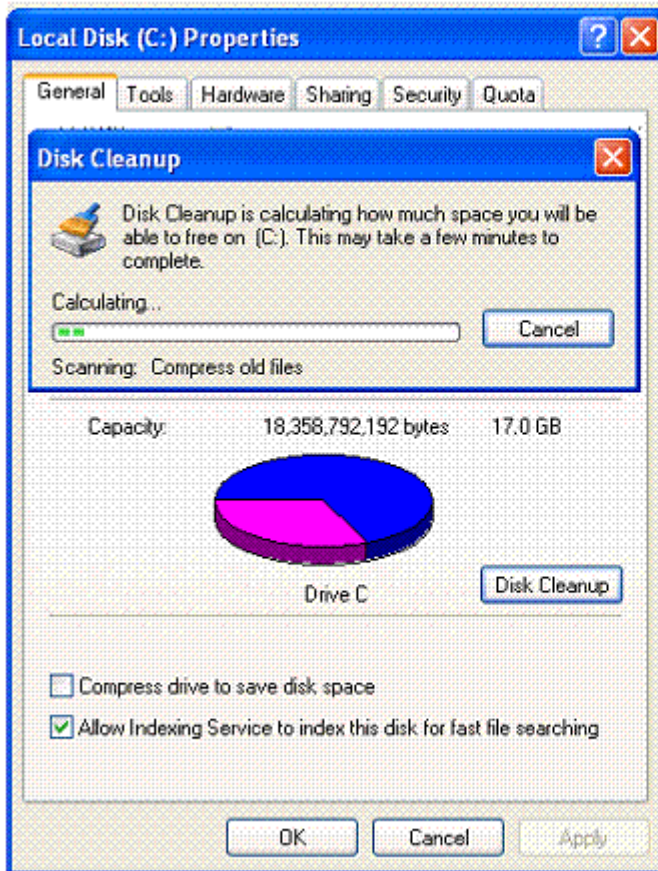 Local Disk (C:) Properties
General Tools Hardware Sharing Security Quota
Disk Cleanup
Disk Cleanup is calculating how much space you will be
able to free on (C:). This may take a few minutes to
complete.
Calculating...
Cancel
Scanning: Compress old files
Capacity: 18,358,792,192 bytes 17.0 GB
Drive C
Disk Cleanup
Compress drive to save disk space
Allow Indexing Service to index this disk for fast file searching
OK Cancel Apply